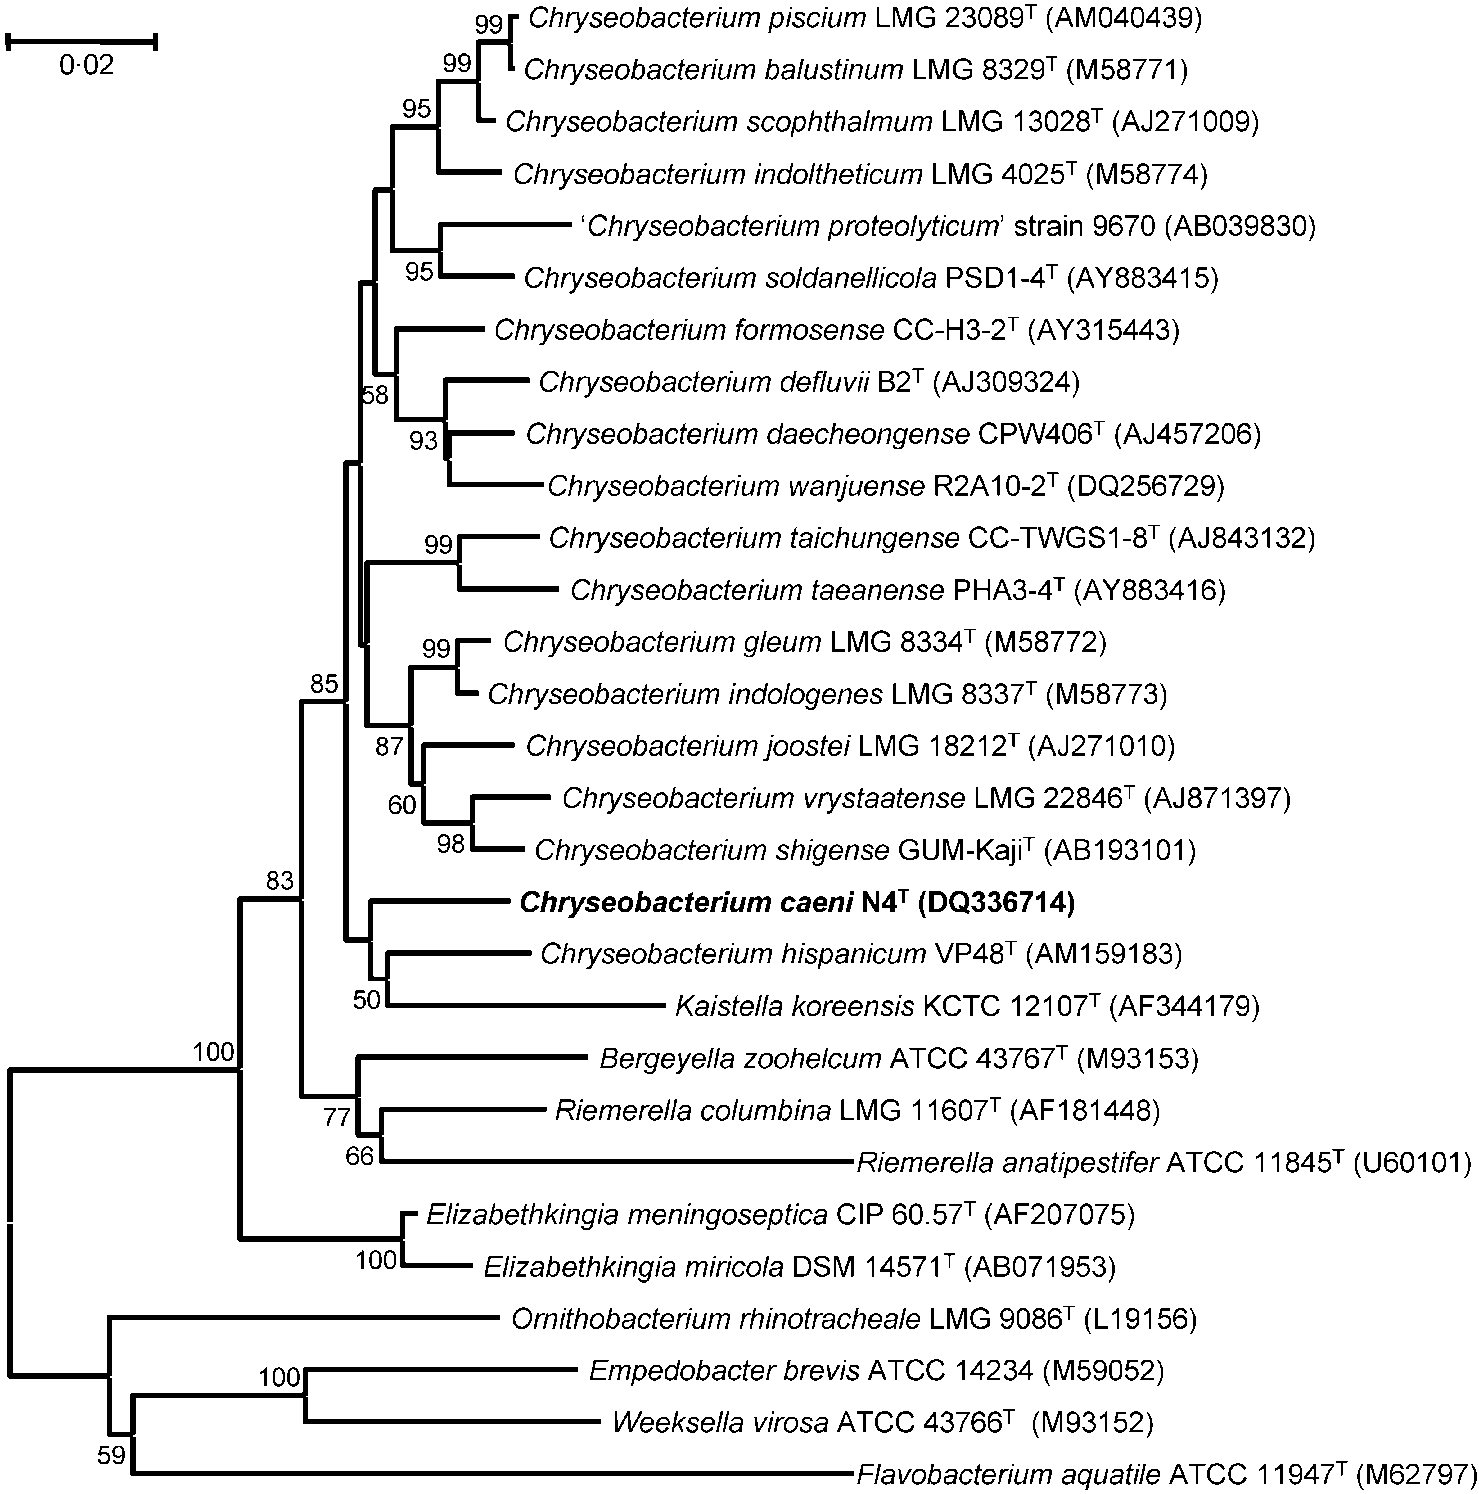 99
Chryseobacterium piscium LMG 23089ᵀ (AM040439)
0·02
99
Chryseobacterium balustinum LMG 8329ᵀ (M58771)
95
Chryseobacterium scophthalmum LMG 13028ᵀ (AJ271009)
Chryseobacterium indoltheticum LMG 4025ᵀ (M58774)
‘Chryseobacterium proteolyticum’ strain 9670 (AB039830)
95
Chryseobacterium soldanellicola PSD1-4ᵀ (AY883415)
Chryseobacterium formosense CC-H3-2ᵀ (AY315443)
58
Chryseobacterium defluvii B2ᵀ (AJ309324)
93
Chryseobacterium daecheongense CPW406ᵀ (AJ457206)
Chryseobacterium wanjuense R2A10-2ᵀ (DQ256729)
99
Chryseobacterium taichungense CC-TWGS1-8ᵀ (AJ843132)
Chryseobacterium taeanense PHA3-4ᵀ (AY883416)
99
Chryseobacterium gleum LMG 8334ᵀ (M58772)
85
Chryseobacterium indologenes LMG 8337ᵀ (M58773)
87
Chryseobacterium joostei LMG 18212ᵀ (AJ271010)
60
Chryseobacterium vrystaatense LMG 22846ᵀ (AJ871397)
98
Chryseobacterium shigense GUM-Kajiᵀ (AB193101)
83
Chryseobacterium caeni N4ᵀ (DQ336714)
Chryseobacterium hispanicum VP48ᵀ (AM159183)
50
Kaistella koreensis KCTC 12107ᵀ (AF344179)
100
Bergeyella zoohelcum ATCC 43767ᵀ (M93153)
77
Riemerella columbina LMG 11607ᵀ (AF181448)
66
Riemerella anatipestifer ATCC 11845ᵀ (U60101)
Elizabethkingia meningoseptica CIP 60.57ᵀ (AF207075)
100
Elizabethkingia miricola DSM 14571ᵀ (AB071953)
Ornithobacterium rhinotracheale LMG 9086ᵀ (L19156)
100
Empedobacter brevis ATCC 14234 (M59052)
Weeksella virosa ATCC 43766ᵀ (M93152)
59
Flavobacterium aquatile ATCC 11947ᵀ (M62797)